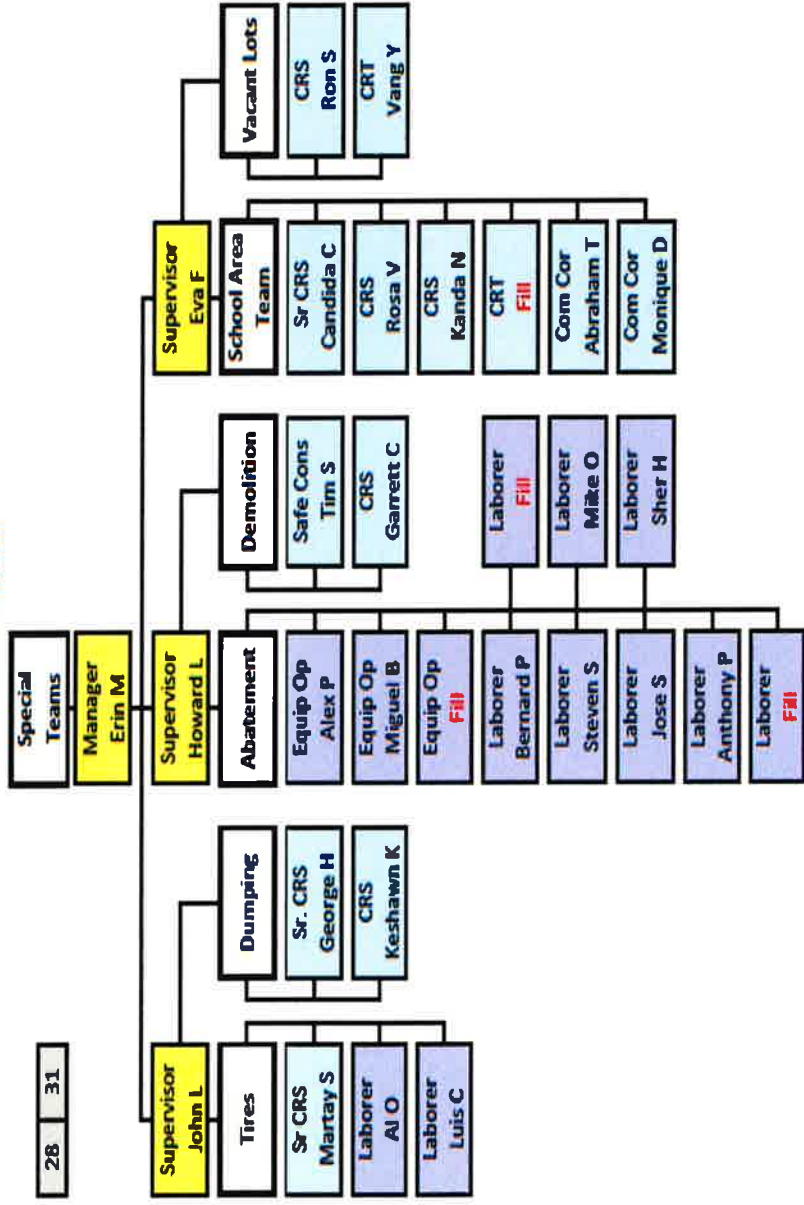 28 31
Special
Teams
Manager
Erin M
Supervisor
John L
Tires
Sr CRS
Martay S
Laborer
Al O
Laborer
Luis C
Dumping
Sr. CRS
George H
CRS
Keshawn K
Supervisor
Howard L
Abatement
Equip Op
Alex P
Equip Op
Miguel B
Equip Op
Fill
Laborer
Bernard P
Laborer
Steven S
Laborer
Jose S
Laborer
Anthony P
Laborer
Fill
Laborer
Fill
Laborer
Mike O
Laborer
Sher H
Demolition
Safe Cons
Tim S
CRS
Garrett C
Supervisor
Eva F
School Area
Team
Sr CRS
Candida C
CRS
Rosa V
CRS
Kanda N
CRT
Fill
Com Cor
Abraham T
Com Cor
Monique D
Vacant Lots
CRS
Ron S
CRT
Vang Y